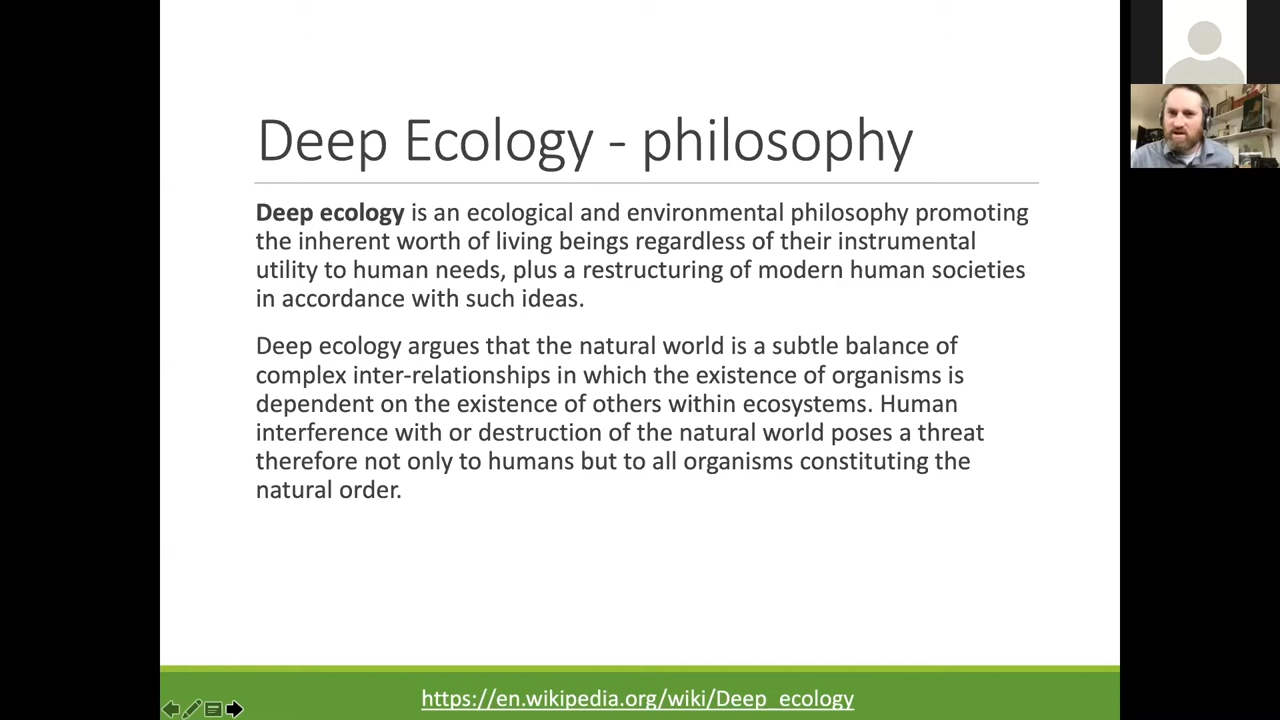 Deep Ecology - philosophy
Deep ecology is an ecological and environmental philosophy promoting
the inherent worth of living beings regardless of their instrumental
utility to human needs, plus a restructuring of modern human societies
in accordance with such ideas.
Deep ecology argues that the natural world is a subtle balance of
complex inter-relationships in which the existence of organisms is
dependent on the existence of others within ecosystems. Human
interference with or destruction of the natural world poses a threat
therefore not only to humans but to all organisms constituting the
natural order.
https://en.wikipedia.org/wiki/Deep_ecology